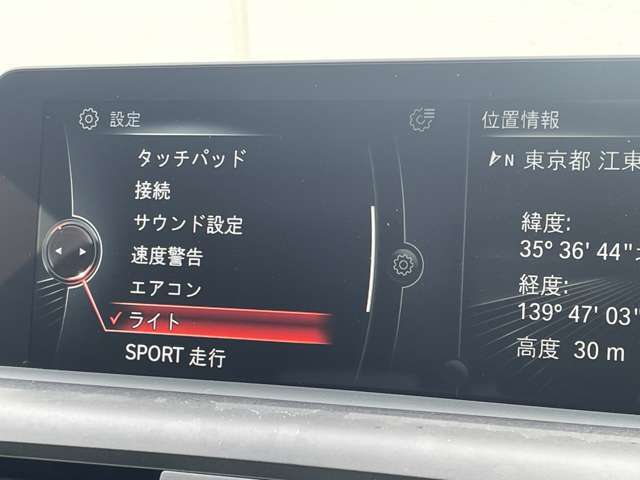 設定
タッチパッド
接続
サウンド設定
速度警告
エアコン
ライト
SPORT 走行
位置情報
N 東京都 江東
緯度:
35° 36' 44"
経度:
139° 47' 03"
高度 30 m